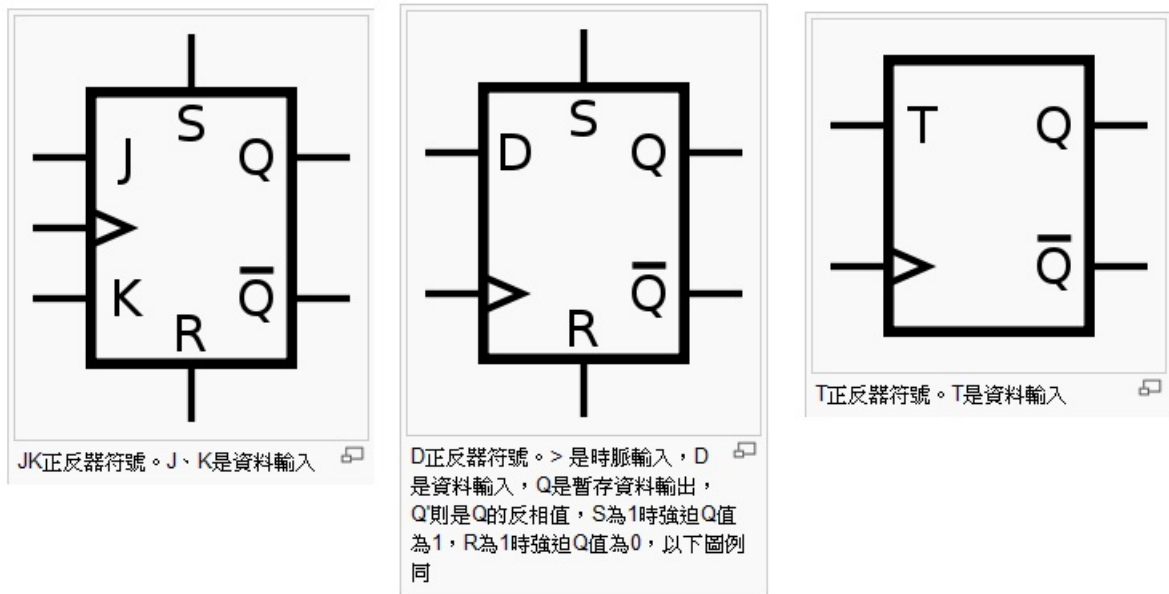 S
J
Q
K
Q
R
JK正反器符號。J、K是資料輸入
S
D
Q
Q
R
D正反器符號。> 是時脈輸入，D
是資料輸入，Q是暫存資料輸出，
Q'則是Q的反相值，S為1時強迫Q值
為1，R為1時強迫Q值為0，以下圖例
同
T
Q
Q
T正反器符號。T是資料輸入